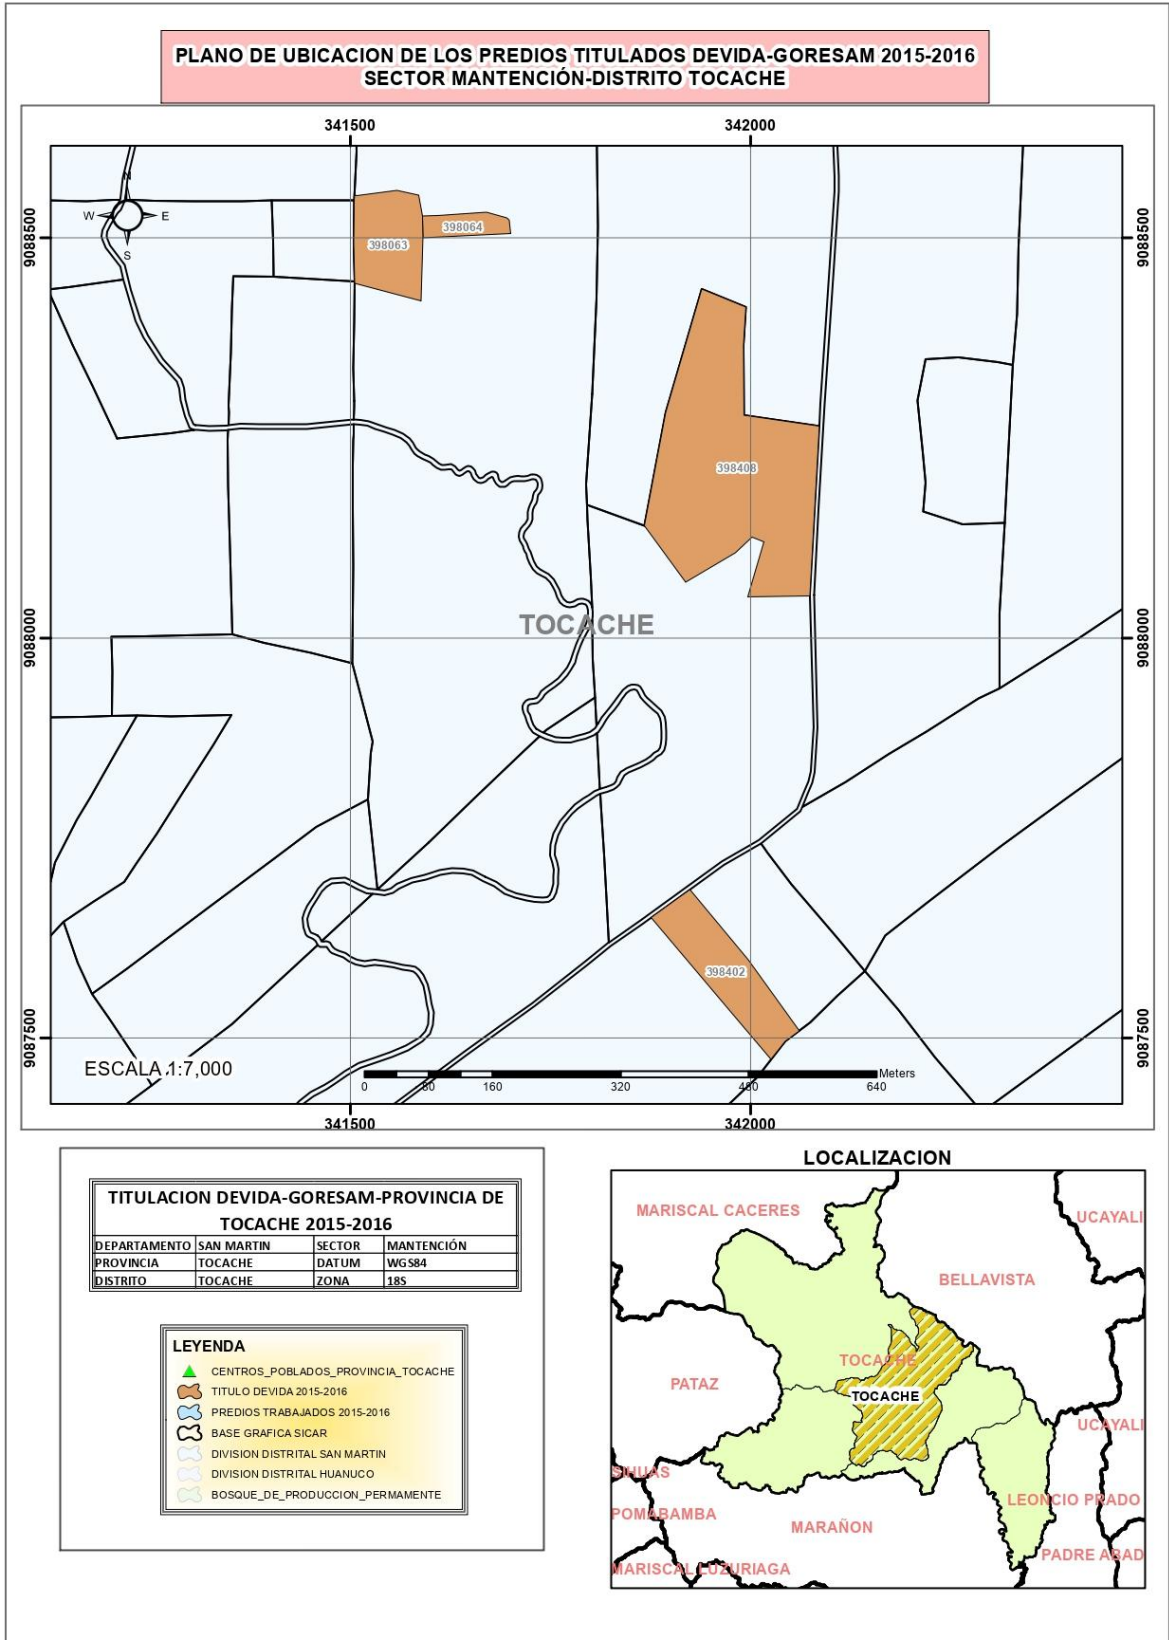 PLANO DE UBICACION DE LOS PREDIOS TITULADOS DEVIDA-GORESAM 2015-2016
SECTOR MANTENCIÓN-DISTRITO TOCACHE
341500
342000
N
W
E
S
9088500
9088500
398063
398064
398408
TOCACHE
9088000
9088000
398402
9087500
9087500
ESCALA 1:7,000
0
80
160
320
480
640
Meters
341500
342000
TITULACION DEVIDA-GORESAM-PROVINCIA DE
TOCACHE 2015-2016
DEPARTAMENTO SAN MARTIN SECTOR MANTENCIÓN
PROVINCIA TOCACHE DATUM WGS84
DISTRITO TOCACHE ZONA 18S
LEYENDA
CENTROS_POBLADOS_PROVINCIA_TOCACHE
TITULO DEVIDA 2015-2016
PREDIOS TRABAJADOS 2015-2016
BASE GRAFICA SICAR
DIVISION DISTRITAL SAN MARTIN
DIVISION DISTRITAL HUANUCO
BOSQUE_DE_PRODUCCION_PERMAMENTE
LOCALIZACION
MARISCAL CACERES
UCAYALI
BELLAVISTA
TOCACHE
PATAZ
TOCACHE
UCAYALI
SIHUAS
LEONCIO PRADO
POMABAMBA
MARAÑON
PADRE ABAD
MARISCAL LUZURIAGA